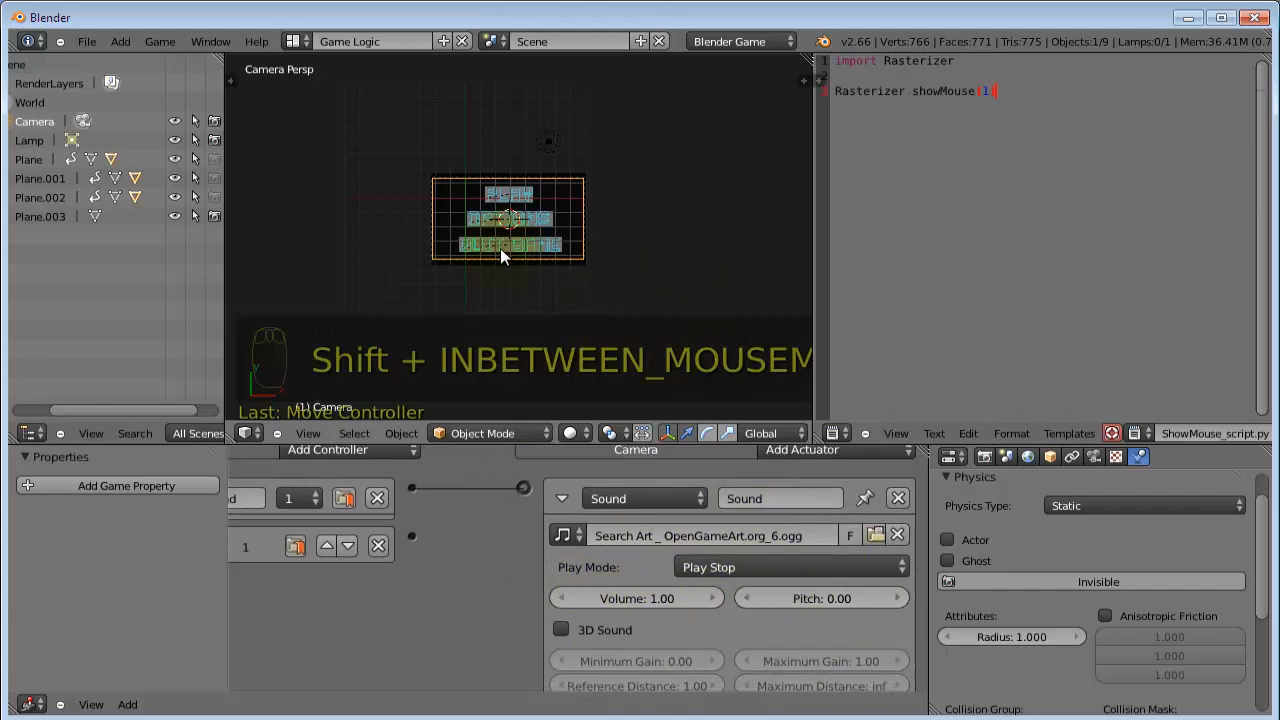 Blender
File Add Game Window Help Game Logic Scene Blender Game v2.66 | Verts:766 | Faces:771 | Tris:775 | Objects:1/9 | Lamps:0/1 | Mem:36.41M (0.7
ene
RenderLayers
World
Camera
Lamp
Plane
Plane.001
Plane.002
Plane.003
Camera Persp
1 import Rasterizer
2
3 Rasterizer showMouse(1)
Shift + INBETWEEN_MOUSEM
y
(1) Camera
Last: Move Controller
View Search All Scenes
View Select Object Object Mode Global
View Text Edit Format Templates ShowMouse_script.py
Properties
Add Game Property
Add Controller Camera Add Actuator
d 1 Sound Sound
1
Search Art _ OpenGameArt.org_6.ogg F
Play Mode: Play Stop
Volume: 1.00 Pitch: 0.00
3D Sound
Minimum Gain: 0.00 Maximum Gain: 1.00
Reference Distance: 1.00 Maximum Distance: inf
Physics
Physics Type: Static
Actor
Ghost
Invisible
Attributes: Anisotropic Friction
Radius: 1.000 1.000
1.000
1.000
Collision Group: Collision Mask:
View Add